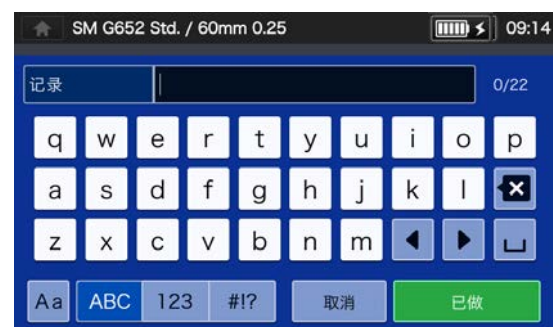 SM G652 Std. / 60mm 0.25 09:14
记录 0/22
q w e r t y u i o p
a s d f g h j k l
z x c v b n m
Aa ABC 123 #!? 取消 已做